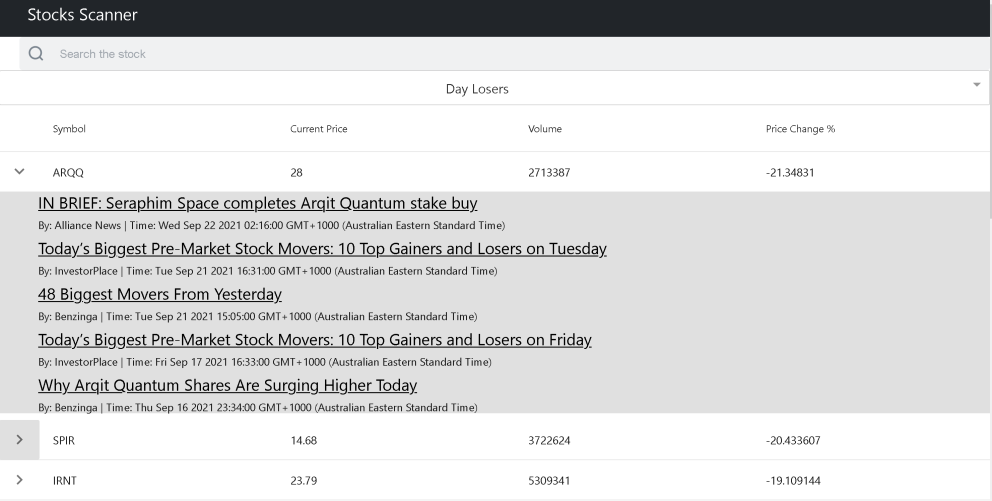 Stocks Scanner
Search the stock
Day Losers
Symbol Current Price Volume Price Change %
ARQQ 28 2713387 -21.34831
IN BRIEF: Seraphim Space completes Arqit Quantum stake buy
By: Alliance News | Time: Wed Sep 22 2021 02:16:00 GMT+1000 (Australian Eastern Standard Time)
Today's Biggest Pre-Market Stock Movers: 10 Top Gainers and Losers on Tuesday
By: InvestorPlace | Time: Tue Sep 21 2021 16:31:00 GMT+1000 (Australian Eastern Standard Time)
48 Biggest Movers From Yesterday
By: Benzinga | Time: Tue Sep 21 2021 15:05:00 GMT+1000 (Australian Eastern Standard Time)
Today's Biggest Pre-Market Stock Movers: 10 Top Gainers and Losers on Friday
By: InvestorPlace | Time: Fri Sep 17 2021 16:33:00 GMT+1000 (Australian Eastern Standard Time)
Why Arqit Quantum Shares Are Surging Higher Today
By: Benzinga | Time: Thu Sep 16 2021 23:34:00 GMT+1000 (Australian Eastern Standard Time)
SPIR 14.68 3722624 -20.433607
IRNT 23.79 5309341 -19.109144